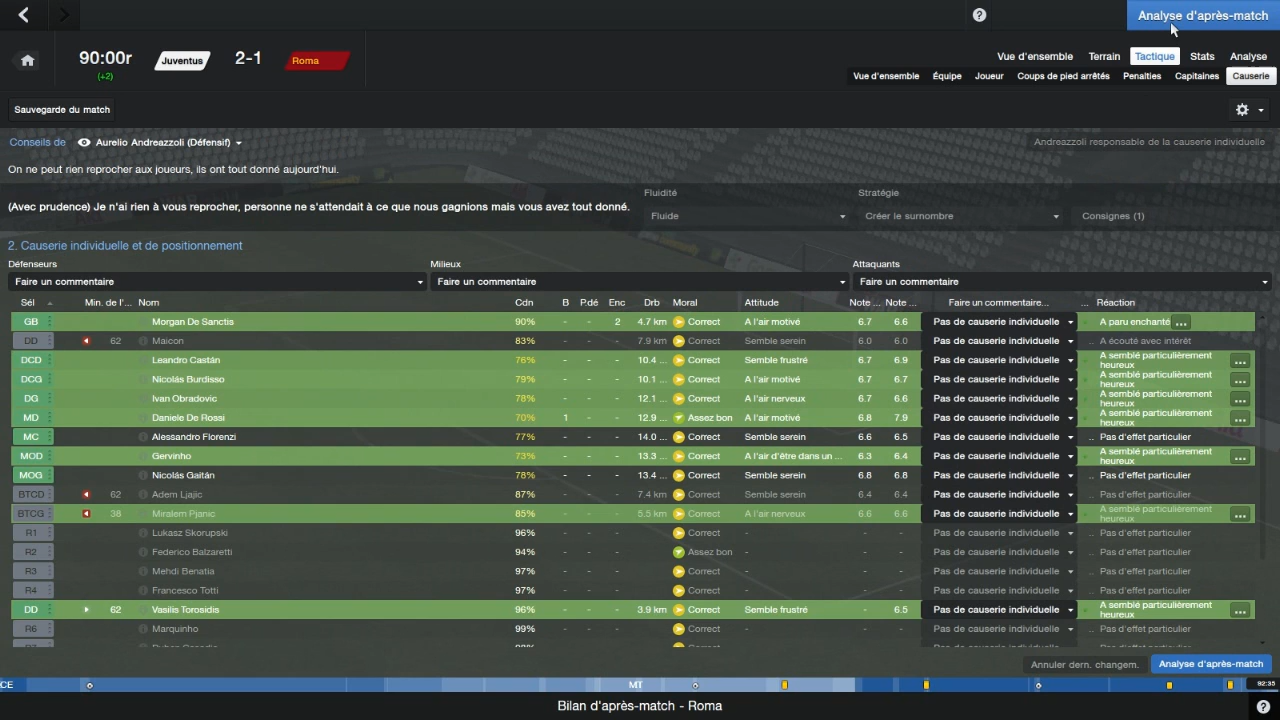 Analyse d'après-match
90:00r
(+2)
Juventus
2-1
Roma
Vue d'ensemble Terrain Tactique Stats Analyse
Vue d'ensemble Équipe Joueur Coups de pied arrêtés Penalties Capitaines Causerie
Sauvegarde du match
Conseils de Aurelio Andreazzoli (Défensif) Andreazzoli responsable de la causerie individuelle
On ne peut rien reprocher aux joueurs, ils ont tout donné aujourd'hui.
Fluidité Stratégie
(Avec prudence) Je n'ai rien à vous reprocher, personne ne s'attendait à ce que nous gagnions mais vous avez tout donné. Fluide Créer le surnombre Consignes (1)
2. Causerie individuelle et de positionnement
Défenseurs Milieux Attaquants
Faire un commentaire Faire un commentaire Faire un commentaire
Sél Min. de l'... Nom Cdn B P.dé Enc Drb Moral Attitude Note ... Note ... Faire un commentaire... ... Réaction
GB Morgan De Sanctis 90% - - 2 4.7 km Correct A l'air motivé 6.7 6.6 Pas de causerie individuelle A paru enchanté ...
DD 62 Maicon 83% - - - 7.9 km Correct Semble serein 6.0 6.0 Pas de causerie individuelle .. A écouté avec intérêt
DCD Leandro Castán 76% - - - 10.4 ... Correct Semble frustré 6.7 6.9 Pas de causerie individuelle A semblé particulièrement heureux ...
DCG Nicolás Burdisso 79% - - - 10.1 ... Correct A l'air motivé 6.7 6.7 Pas de causerie individuelle A semblé particulièrement heureux ...
DG Ivan Obradovic 78% - - - 12.1 ... Correct A l'air nerveux 6.7 6.6 Pas de causerie individuelle A semblé particulièrement heureux ...
MD Daniele De Rossi 70% 1 - - 12.9 ... Assez bon A l'air motivé 6.8 7.9 Pas de causerie individuelle A semblé particulièrement heureux ...
MC Alessandro Florenzi 77% - - - 14.0 ... Correct Semble serein 6.6 6.5 Pas de causerie individuelle .. Pas d'effet particulier
MOD Gervinho 73% - - - 13.3 ... Correct A l'air d'être dans un ... 6.3 6.4 Pas de causerie individuelle A semblé particulièrement heureux ...
MOG Nicolás Gaitán 78% - - - 13.4 ... Correct Semble serein 6.8 6.8 Pas de causerie individuelle .. Pas d'effet particulier
BTCD 62 Adem Ljajic 87% - - - 7.4 km Correct Semble serein 6.4 6.4 Pas de causerie individuelle .. Pas d'effet particulier
BTCG 38 Miralem Pjanic 85% - - - 5.5 km Correct A l'air nerveux 6.6 6.6 Pas de causerie individuelle A semblé particulièrement heureux ...
R1 Lukasz Skorupski 96% - - - - Correct - - - Pas de causerie individuelle .. Pas d'effet particulier
R2 Federico Balzaretti 94% - - - - Assez bon - - - Pas de causerie individuelle .. Pas d'effet particulier
R3 Mehdi Benatia 97% - - - - Correct - - - Pas de causerie individuelle .. Pas d'effet particulier
R4 Francesco Totti 97% - - - - Correct - - - Pas de causerie individuelle .. Pas d'effet particulier
DD 62 Vasilis Torosidis 96% - - - 3.9 km Correct Semble frustré - 6.5 Pas de causerie individuelle A semblé particulièrement heureux ...
R6 Marquinho 99% - - - - Correct - - - Pas de causerie individuelle .. Pas d'effet particulier
Annuler dern. changem. Analyse d'après-match
CE MT 92:35
Bilan d'après-match - Roma